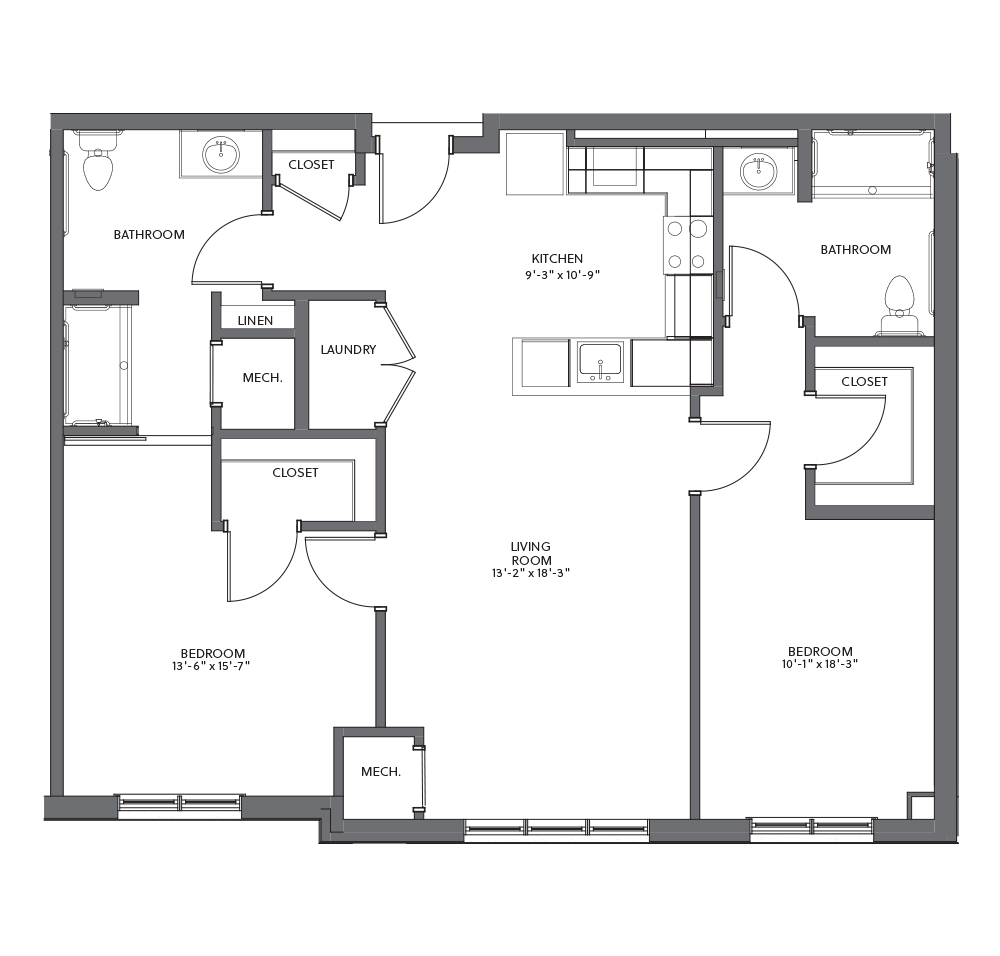 CLOSET
BATHROOM
KITCHEN
9'-3" x 10'-9"
BATHROOM
LINEN
LAUNDRY
MECH.
CLOSET
CLOSET
LIVING
ROOM
13'-2" x 18'-3"
BEDROOM
13'-6" x 15'-7"
BEDROOM
10'-1" x 18'-3"
MECH.